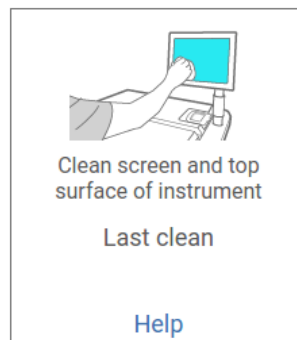 Clean screen and top
surface of instrument
Last clean
Help